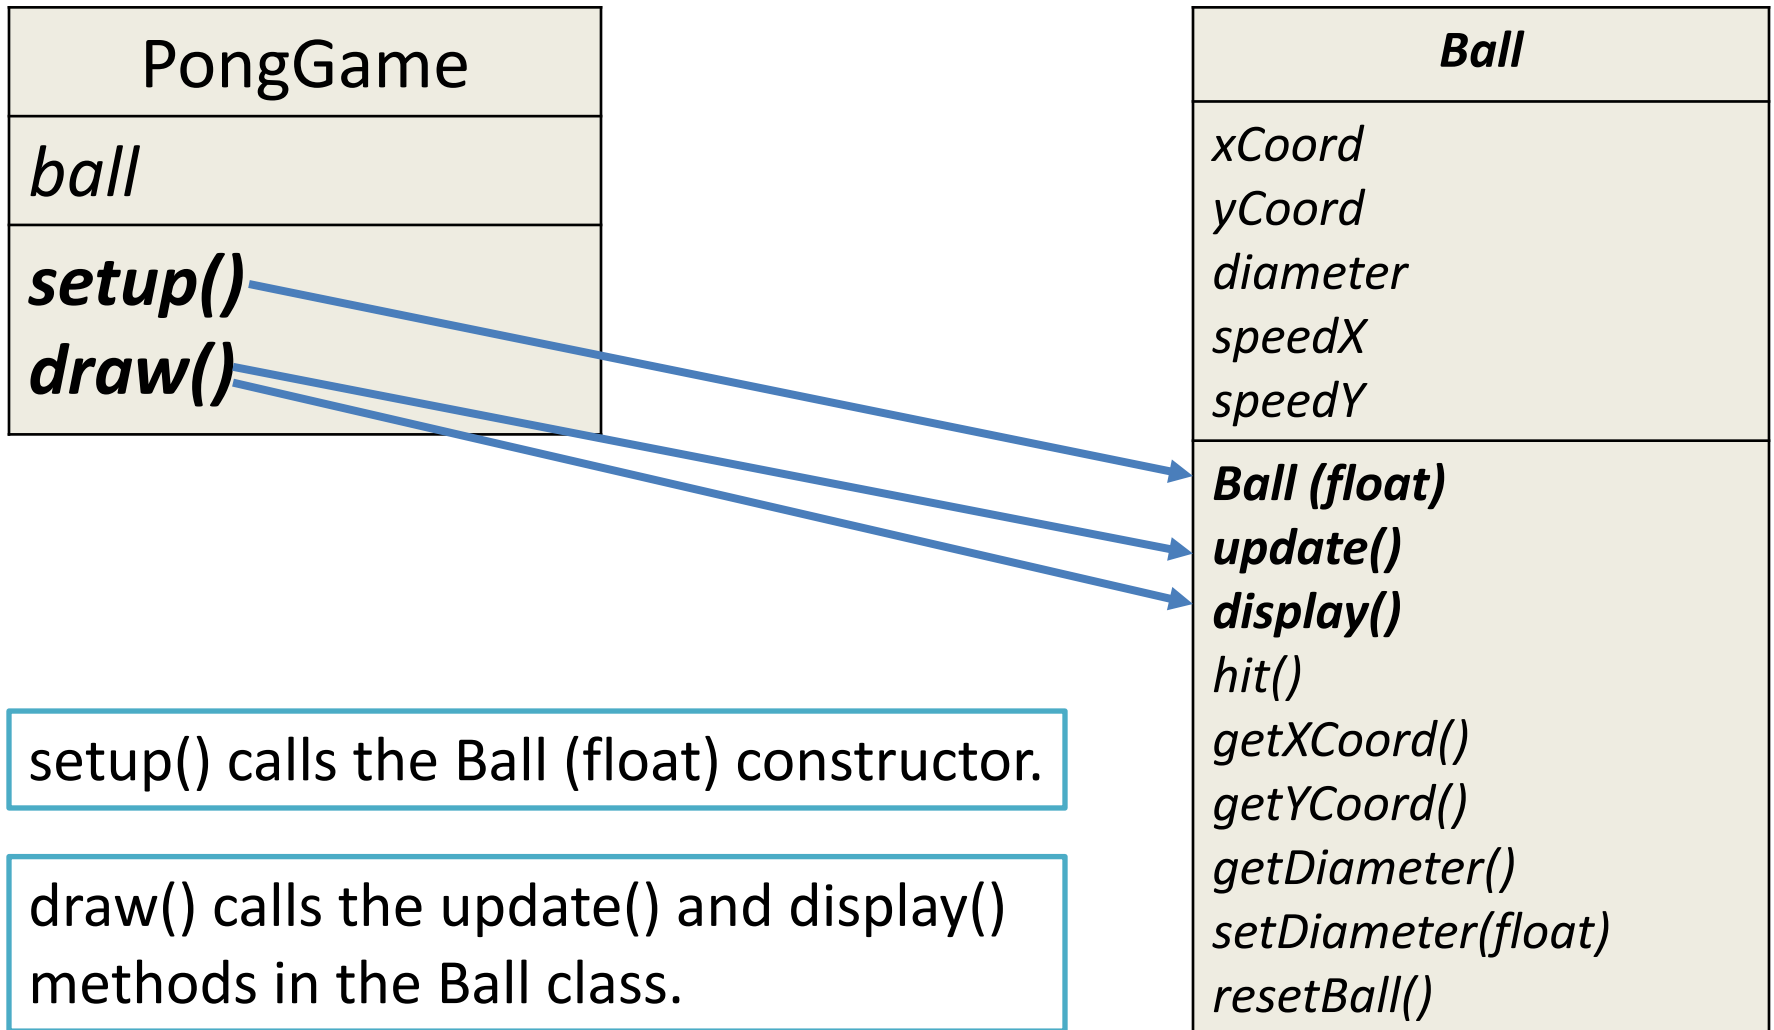 PongGame
ball
setup()
draw()
Ball
xCoord
yCoord
diameter
speedX
speedY
Ball (float)
update()
display()
hit()
getXCoord()
getYCoord()
getDiameter()
setDiameter(float)
resetBall()
setup() calls the Ball (float) constructor.
draw() calls the update() and display()
methods in the Ball class.